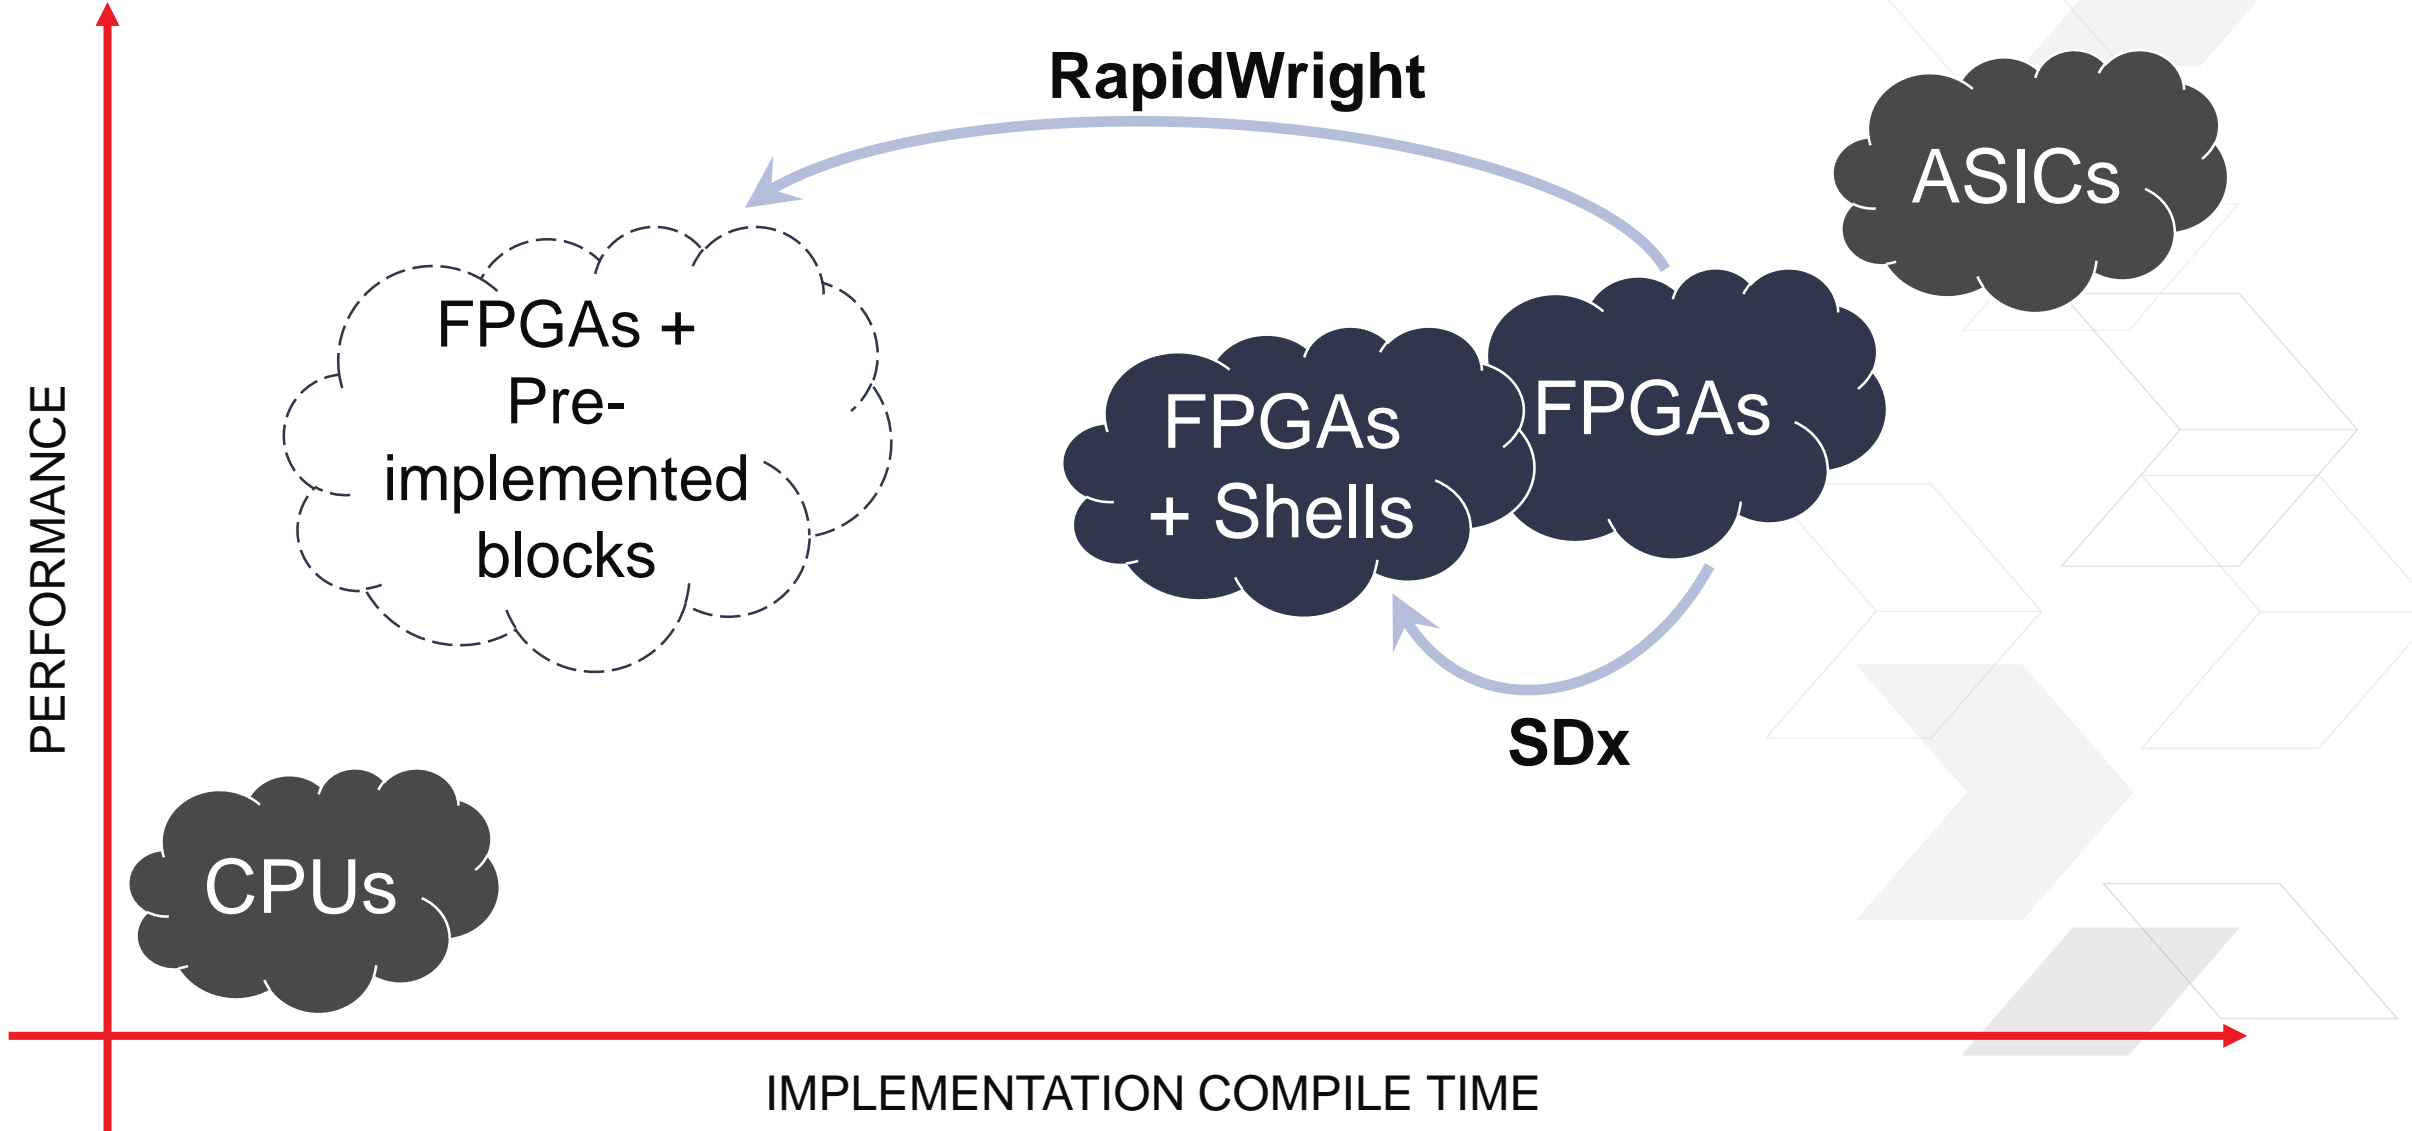 RapidWright
ASICs
FPGAs +
Pre-
implemented
blocks
FPGAs
+ Shells
FPGAs
SDx
CPUs
PERFORMANCE
IMPLEMENTATION COMPILE TIME